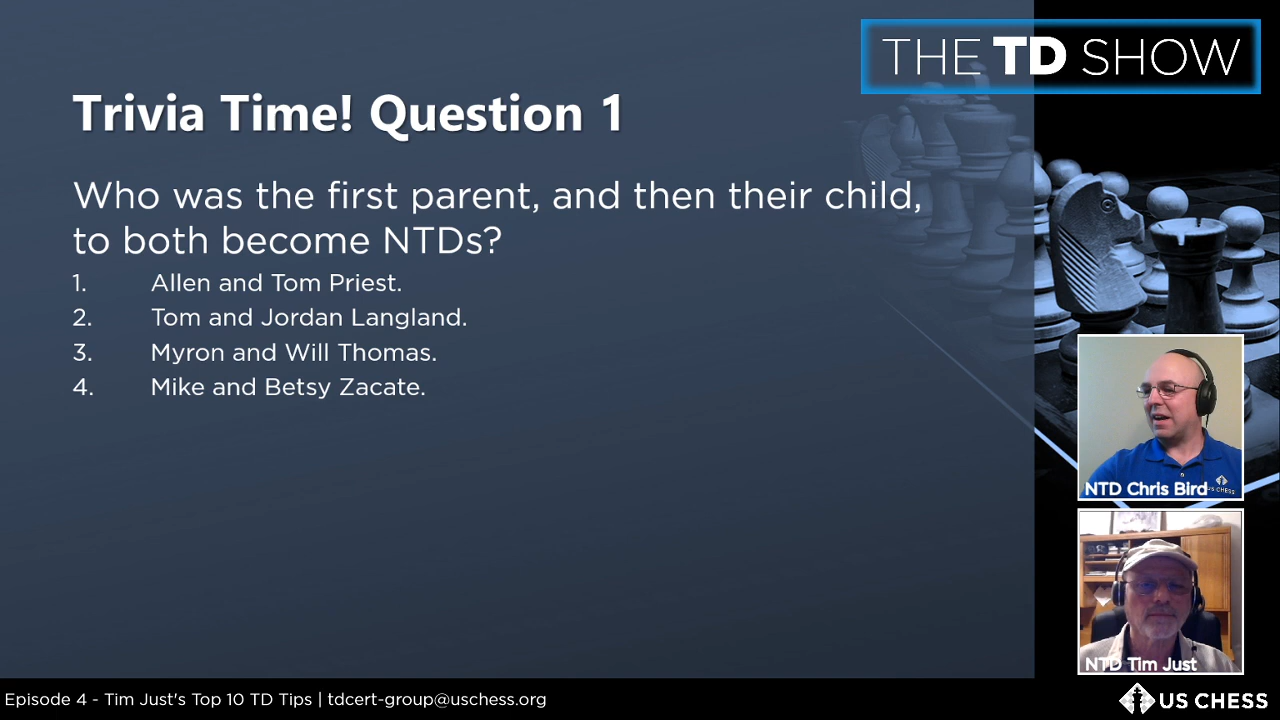 THE TD SHOW
Trivia Time! Question 1
Who was the first parent, and then their child,
to both become NTDs?
1. Allen and Tom Priest.
2. Tom and Jordan Langland.
3. Myron and Will Thomas.
4. Mike and Betsy Zacate.
NTD Chris Bird
US CHESS
NTD Tim Just
Episode 4 - Tim Just's Top 10 TD Tips | tdcert-group@uschess.org
US CHESS